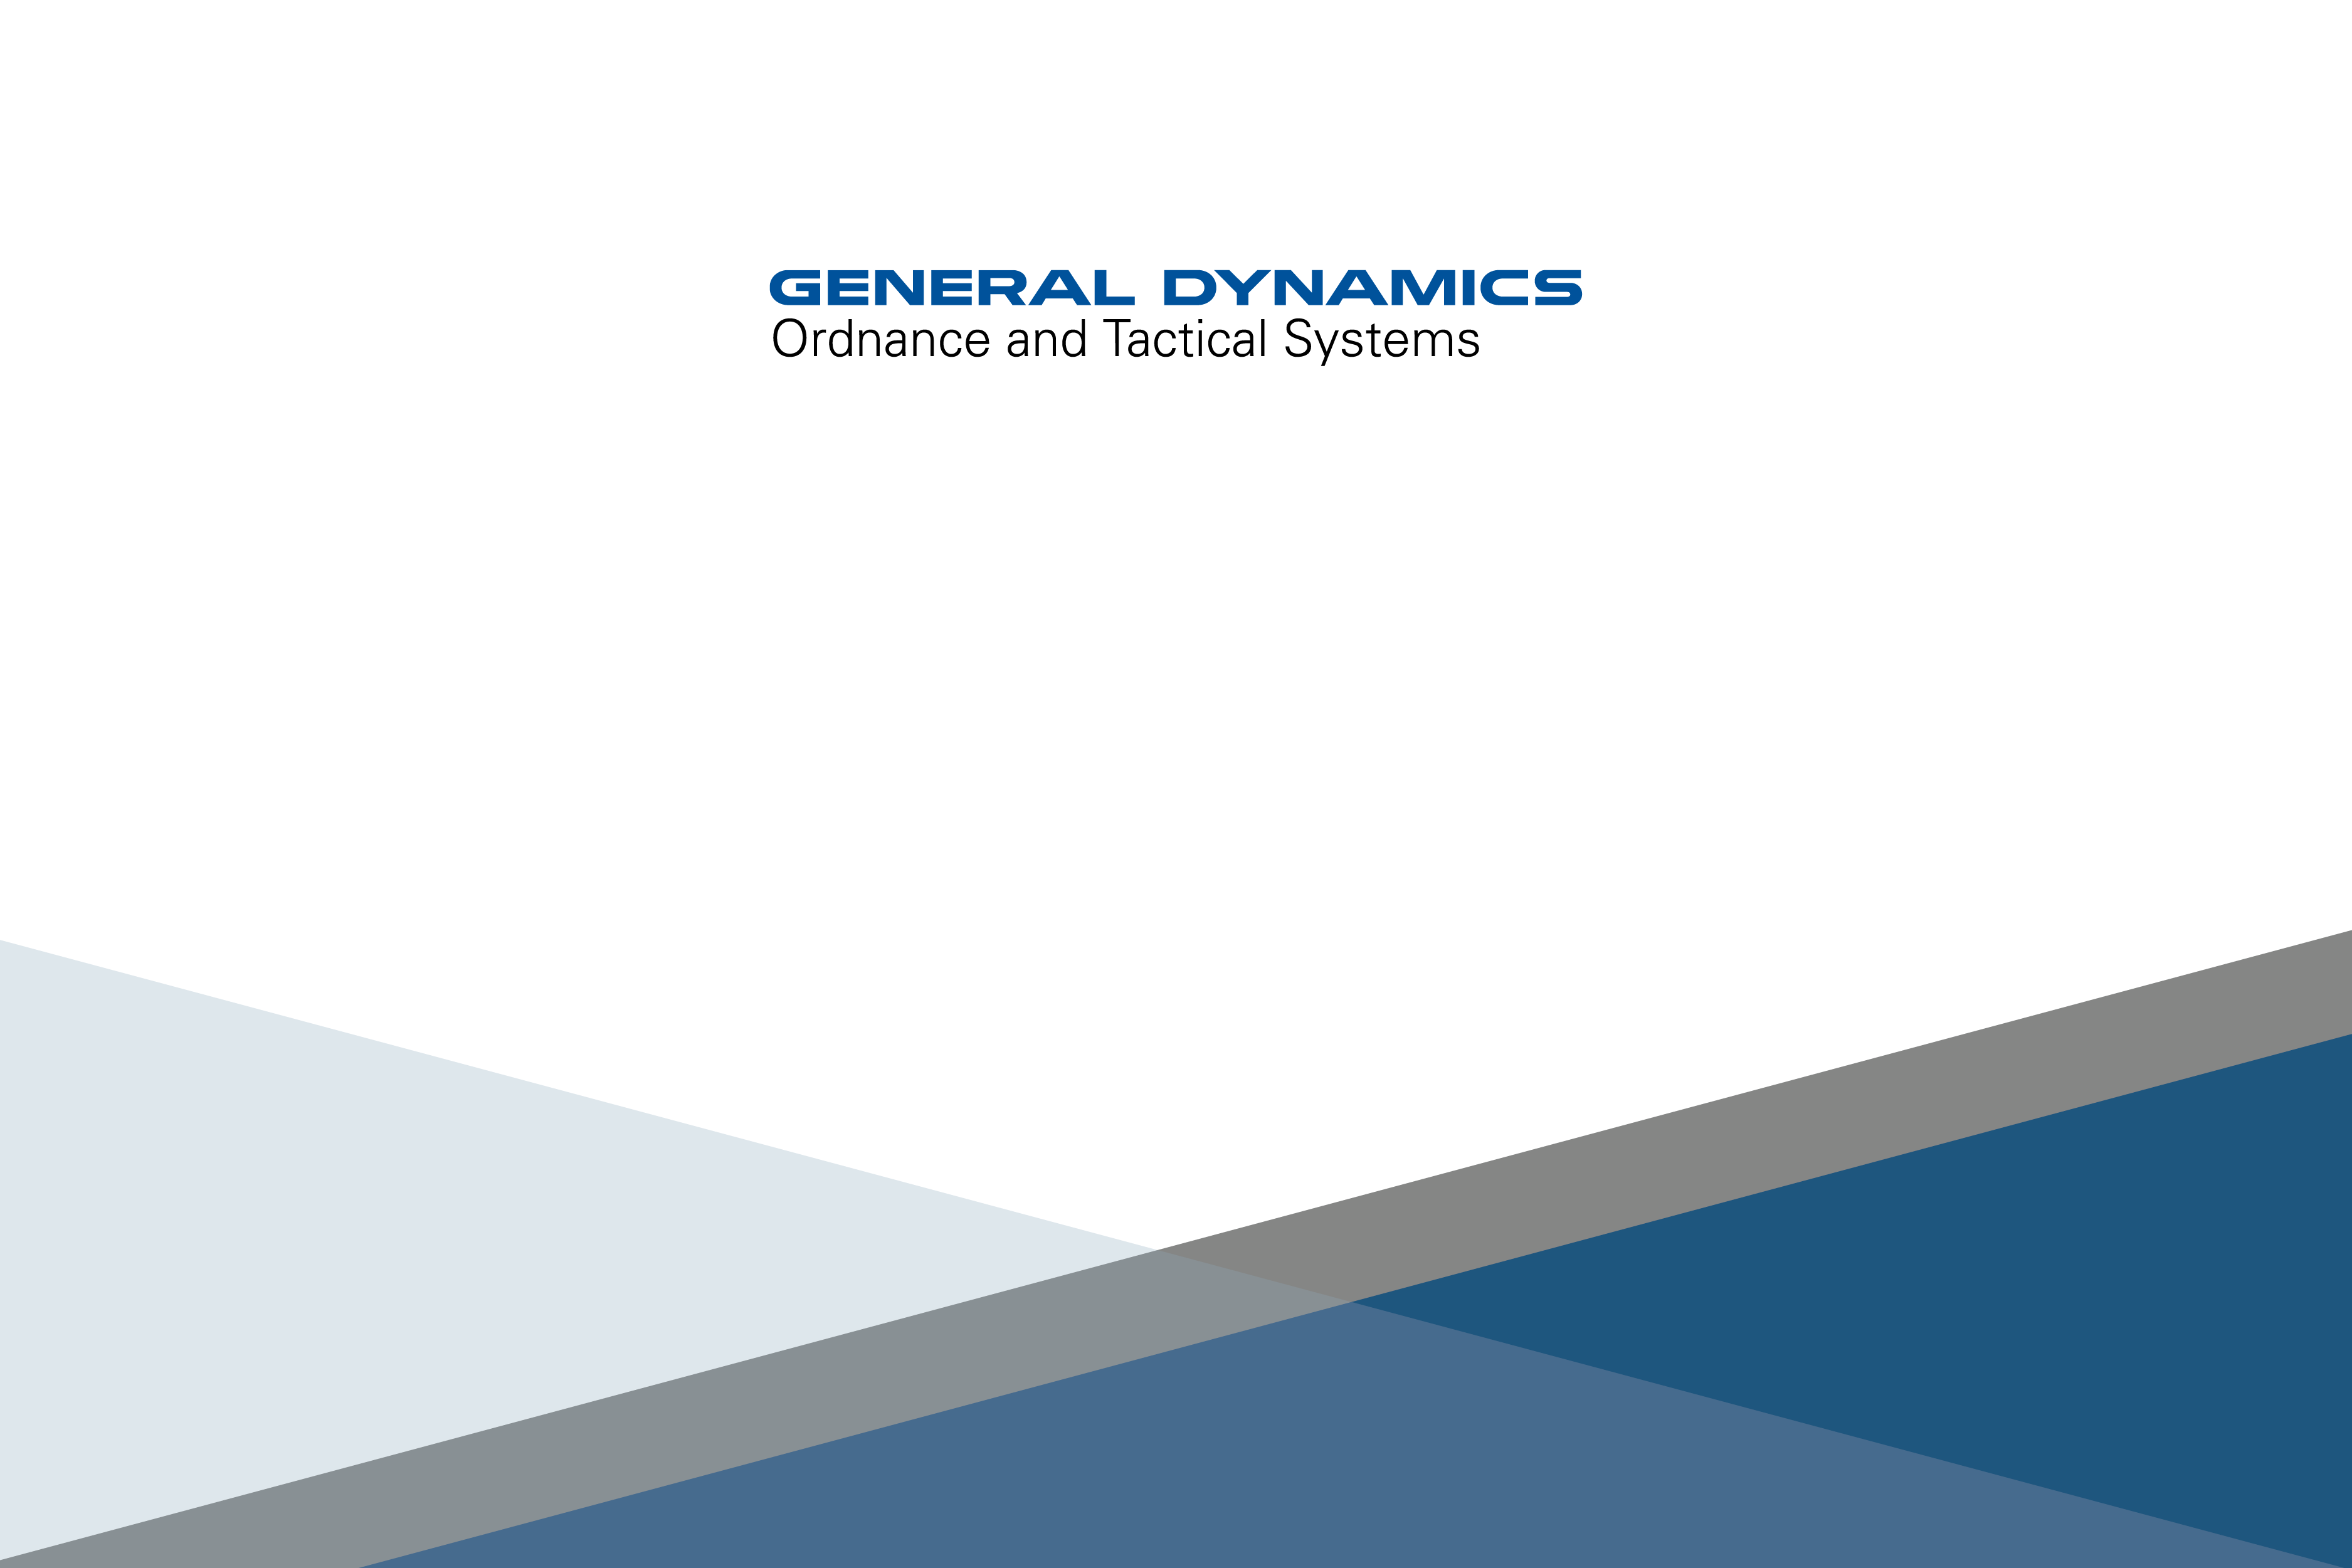 GENERAL DYNAMICS
Ordnance and Tactical Systems